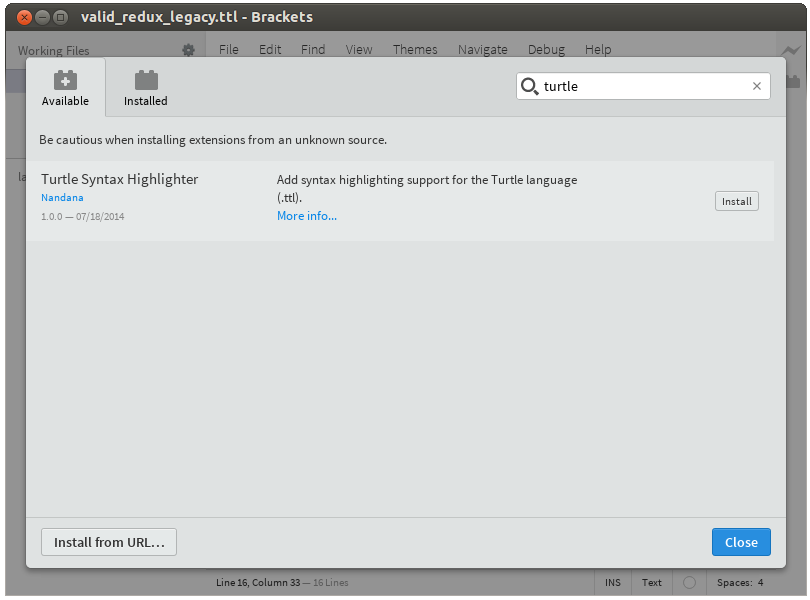 valid_redux_legacy.ttl - Brackets
Working Files
File Edit Find View Themes Navigate Debug Help
Available
Installed
turtle
Be cautious when installing extensions from an unknown source.
Turtle Syntax Highlighter
Nandana
1.0.0 — 07/18/2014
Add syntax highlighting support for the Turtle language
(.ttl).
More info...
Install
la
Install from URL...
Close
Line 16, Column 33 — 16 Lines
INS
Text
Spaces: 4